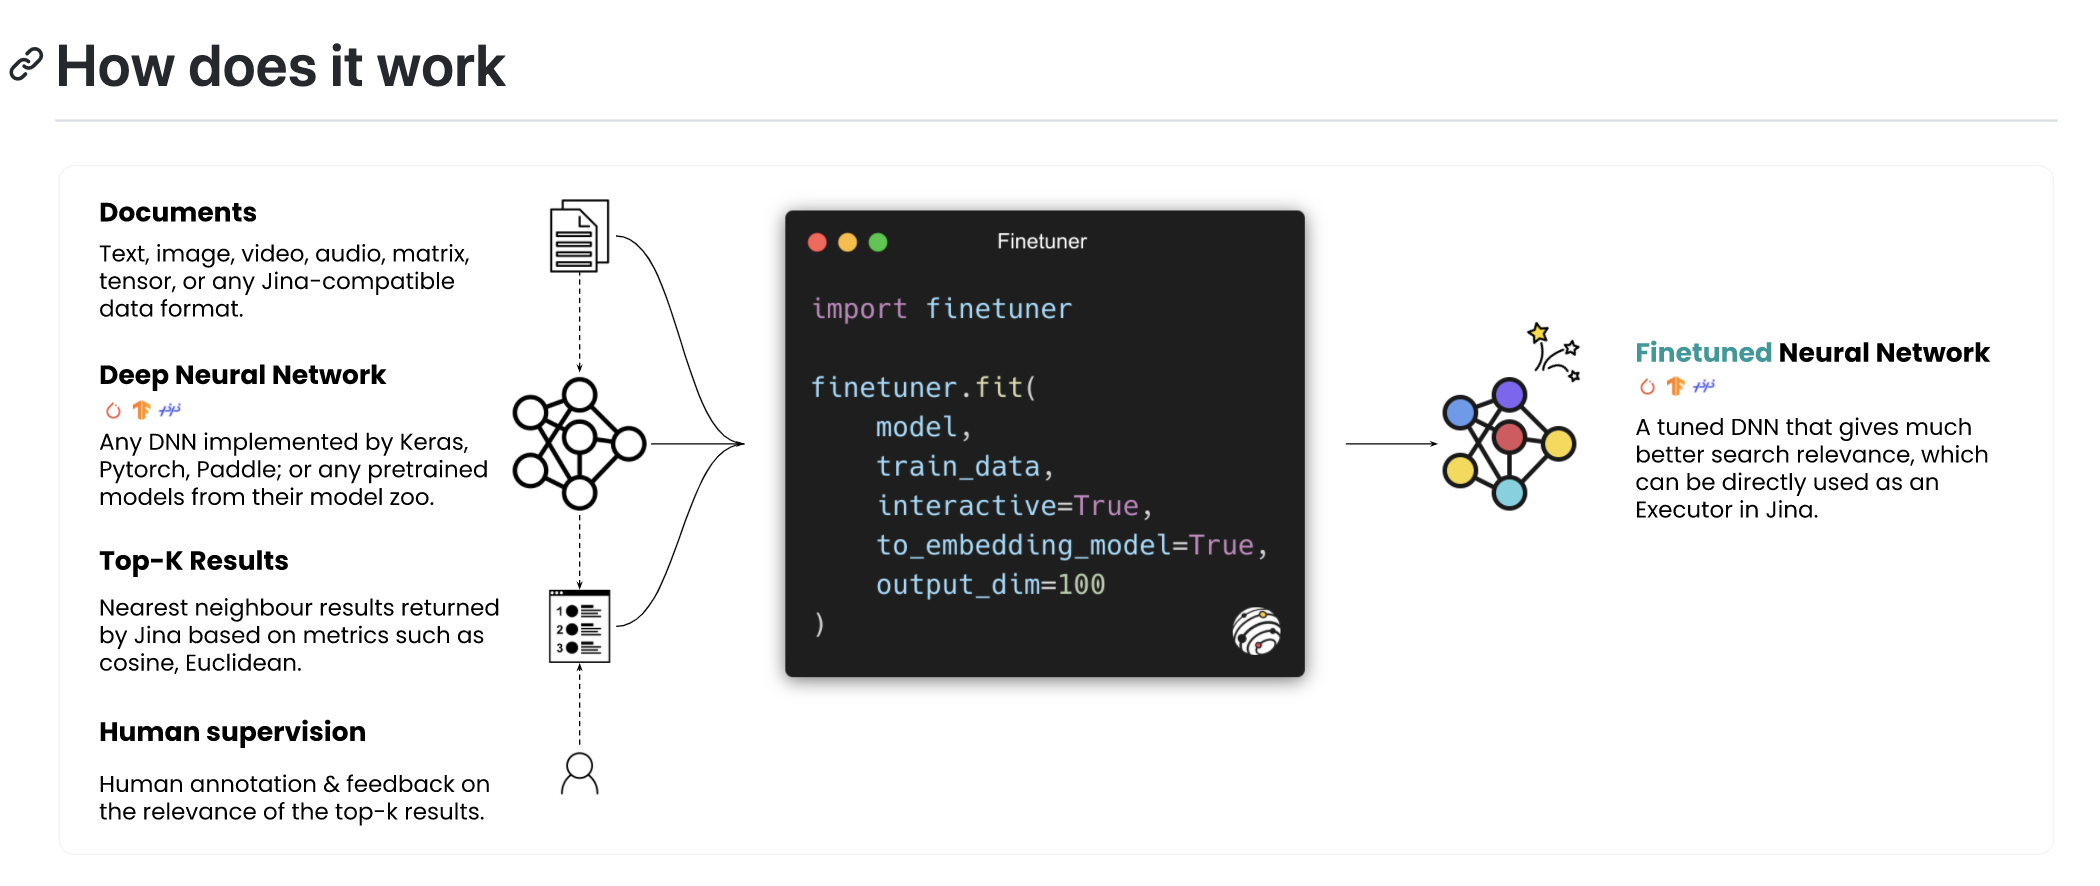 How does it work
Documents
Text, image, video, audio, matrix,
tensor, or any Jina-compatible
data format.
Deep Neural Network
Any DNN implemented by Keras,
Pytorch, Paddle; or any pretrained
models from their model zoo.
Top-K Results
Nearest neighbour results returned
by Jina based on metrics such as
cosine, Euclidean.
Human supervision
Human annotation & feedback on
the relevance of the top-k results.
1
2
3
Finetuner
import finetuner
finetuner.fit(
    model,
    train_data,
    interactive=True,
    to_embedding_model=True,
    output_dim=100
)
Finetuned Neural Network
A tuned DNN that gives much
better search relevance, which
can be directly used as an
Executor in Jina.